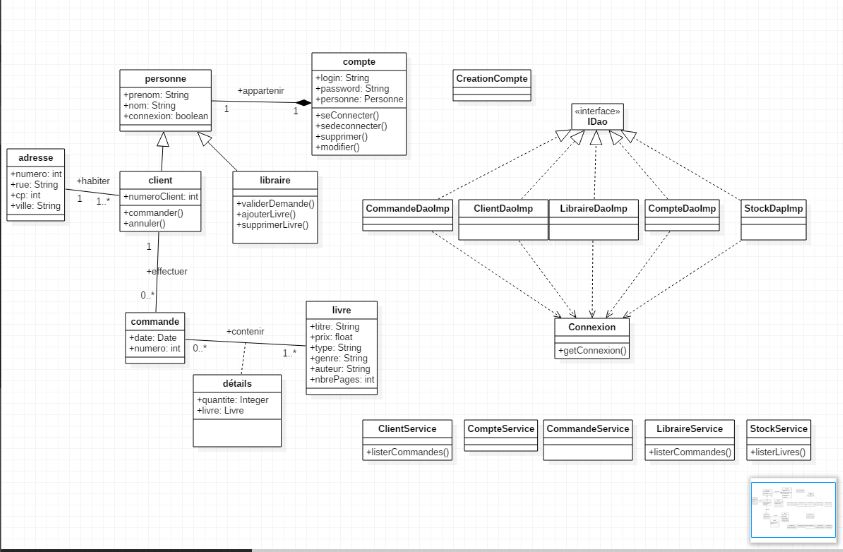 compte
+login: String
+password: String
+personne: Personne
+seConnecter()
+sedeconnecter()
+supprimer()
+modifier()
personne
+prenom: String
+nom: String
+connexion: boolean
+appartenir
1
1
CreationCompte
«interface»
IDao
adresse
+numero: int
+rue: String
+cp: int
+ville: String
+habiter
1
1..*
client
+numeroClient: int
+commander()
+annuler()
libraire
+validerDemande()
+ajouterLivre()
+supprimerLivre()
CommandeDaoImp
ClientDaoImp
LibraireDaoImp
CompteDaoImp
StockDapImp
1
+effectuer
0..*
commande
+date: Date
+numero: int
+contenir
0..*
1..*
livre
+titre: String
+prix: float
+type: String
+genre: String
+auteur: String
+nbrePages: int
Connexion
+getConnexion()
détails
+quantite: Integer
+livre: Livre
ClientService
+listerCommandes()
CompteService
CommandeService
LibraireService
+listerCommandes()
StockService
+listerLivres()